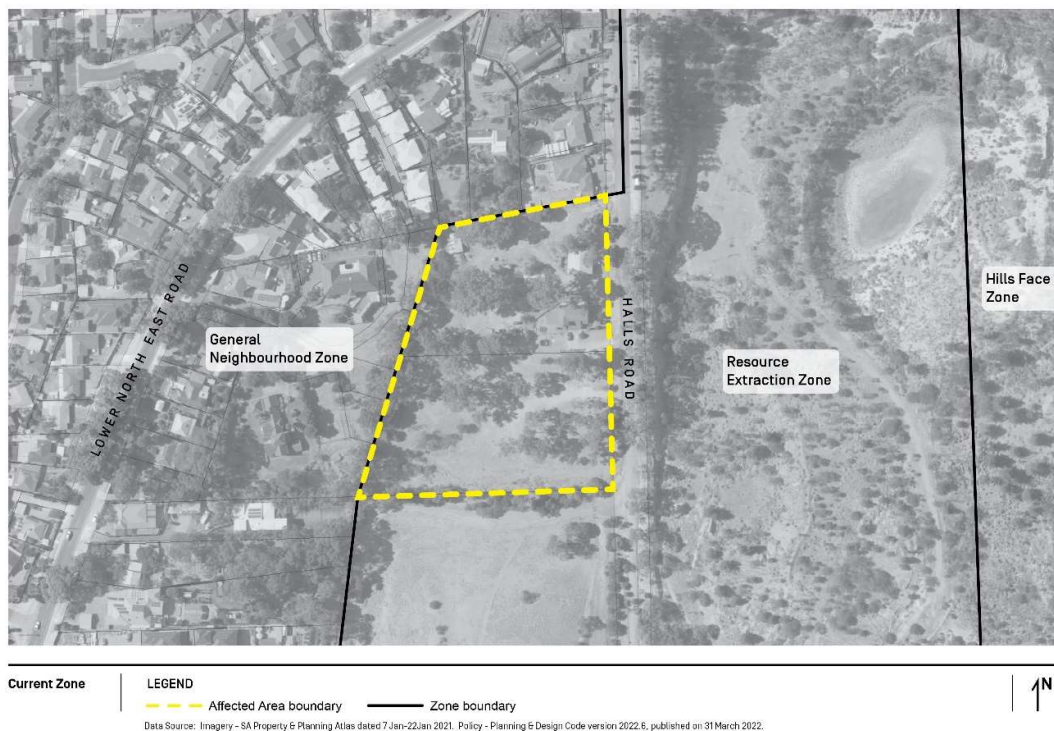 LOWER NORTH EAST ROAD
General
Neighbourhood Zone
HALLS ROAD
Resource
Extraction Zone
Hills Face
Zone
Current Zone
LEGEND
Affected Area boundary
Zone boundary
N
Data Source: Imagery - SA Property & Planning Atlas dated 7 Jan-22Jan 2021. Policy - Planning & Design Code version 2022.6, published on 31 March 2022.